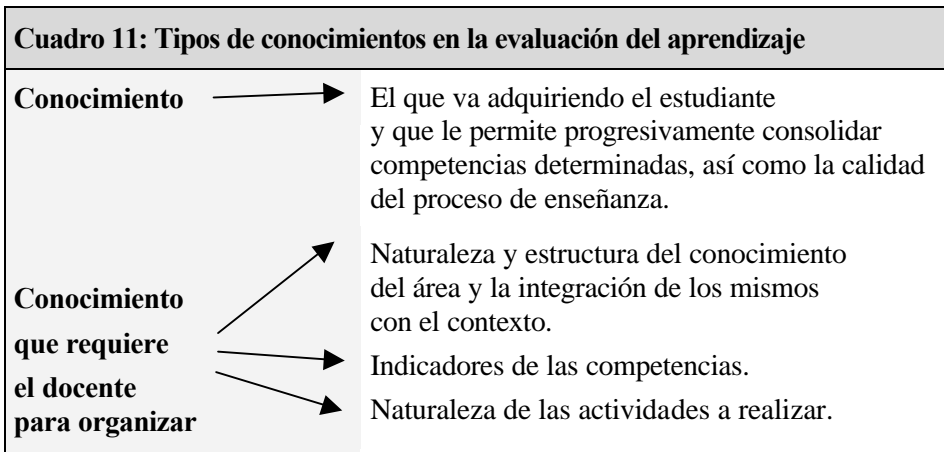 Cuadro 11: Tipos de conocimientos en la evaluación del aprendizaje
Conocimiento
El que va adquiriendo el estudiante
y que le permite progresivamente consolidar
competencias determinadas, así como la calidad
del proceso de enseñanza.
Conocimiento
que requiere
el docente
para organizar
Naturaleza y estructura del conocimiento
del área y la integración de los mismos
con el contexto.
Indicadores de las competencias.
Naturaleza de las actividades a realizar.